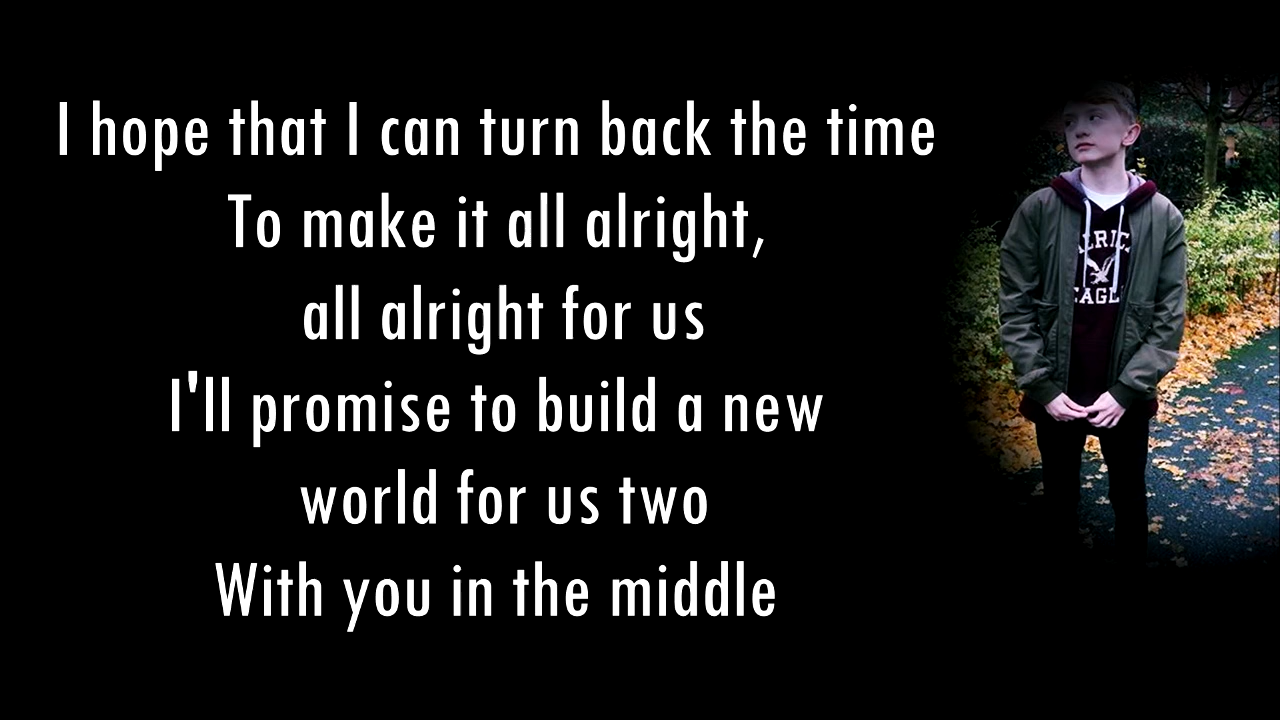 I hope that I can turn back the time
To make it all alright,
all alright for us
I'll promise to build a new
world for us two
With you in the middle